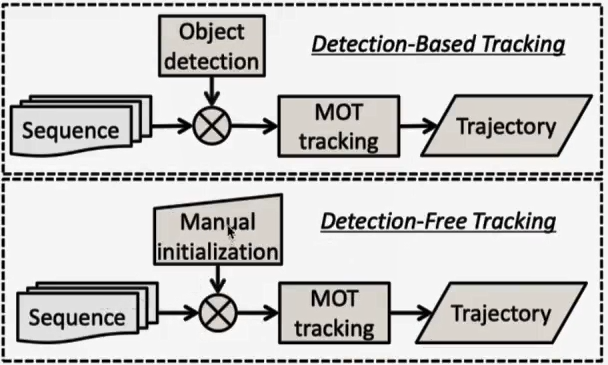 Object
detection
Detection-Based Tracking
Sequence
MOT
tracking
Trajectory
Manual
initialization
Detection-Free Tracking
Sequence
MOT
tracking
Trajectory